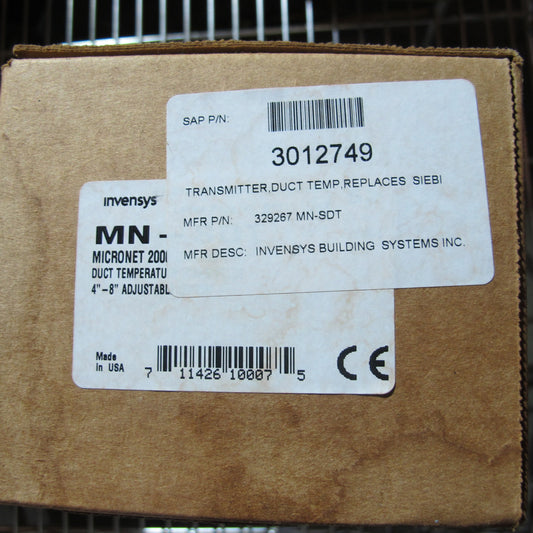 SAP P/N:
3012749
TRANSMITTER,DUCT TEMP,REPLACES SIEBI
MFR P/N: 329267 MN-SDT
MFR DESC: INVENSYS BUILDING SYSTEMS INC.
invensys
MN -
MICRONET 200
DUCT TEMPERATU
4"-8" ADJUSTABL
Made
In USA
7 11426 10007 5
CE